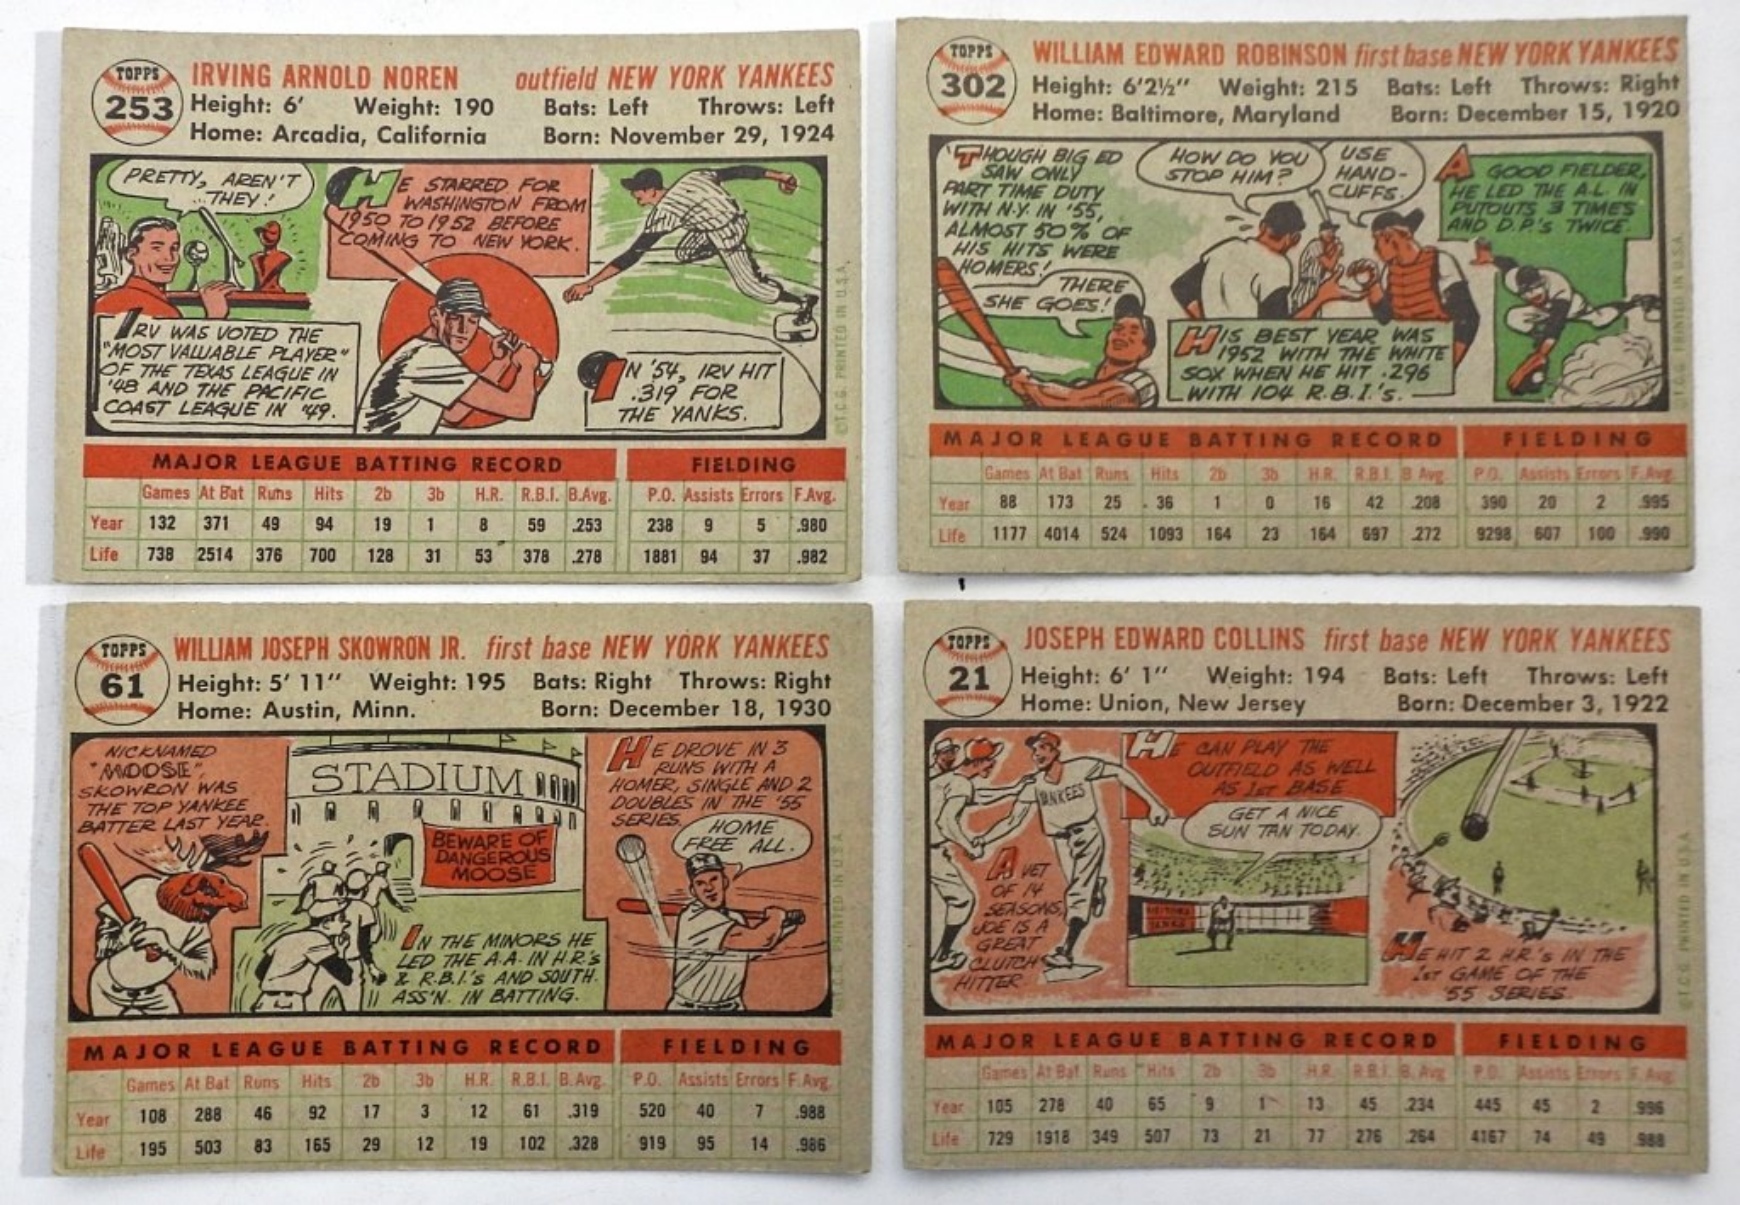 TOPPS
253
IRVING ARNOLD NOREN outfield NEW YORK YANKEES
Height: 6' Weight: 190 Bats: Left Throws: Left
Home: Arcadia, California Born: November 29, 1924
PRETTY, AREN'T
THEY!
IRV WAS VOTED THE
"MOST VALUABLE PLAYER"
OF THE TEXAS LEAGUE IN
'48 AND THE PACIFIC
COAST LEAGUE IN '49.
HE STARRED FOR
WASHINGTON FROM
1950 TO 1952 BEFORE
COMING TO NEW YORK.
IN '54, IRV HIT
.319 FOR
THE YANKS.
©T.C.G. PRINTED IN U.S.A.
MAJOR LEAGUE BATTING RECORD FIELDING
Games At Bat Runs Hits 2b 3b H.R. R.B.I. B.Avg. P.O. Assists Errors F.Avg.
Year 132 371 49 94 19 1 8 59 .253 238 9 5 .980
Life 738 2514 376 700 128 31 53 378 .278 1881 94 37 .982
TOPPS
302
WILLIAM EDWARD ROBINSON first base NEW YORK YANKEES
Height: 6'2½" Weight: 215 Bats: Left Throws: Right
Home: Baltimore, Maryland Born: December 15, 1920
THOUGH BIG ED
SAW ONLY
PART TIME DUTY
WITH N.Y. IN '55,
ALMOST 50% OF
HIS HITS WERE
HOMERS!
THERE
SHE GOES!
HOW DO YOU
STOP HIM?
USE
HAND-
CUFFS.
HIS BEST YEAR WAS
1952 WITH THE WHITE
SOX WHEN HE HIT .296
WITH 104 R.B.I.'s.
A GOOD FIELDER,
HE LED THE A.L. IN
PUTOUTS 3 TIMES
AND D.P.'s TWICE.
©T.C.G. PRINTED IN U.S.A.
MAJOR LEAGUE BATTING RECORD FIELDING
Games At Bat Runs Hits 2b 3b H.R. R.B.I. B Avg. P.O. Assists Errors F.Avg.
Year 88 173 25 36 1 0 16 42 .208 390 20 2 .995
Life 1177 4014 524 1093 164 23 164 697 .272 9298 607 100 .990
TOPPS
61
WILLIAM JOSEPH SKOWRON JR. first base NEW YORK YANKEES
Height: 5' 11" Weight: 195 Bats: Right Throws: Right
Home: Austin, Minn. Born: December 18, 1930
NICKNAMED
"MOOSE",
SKOWRON WAS
THE TOP YANKEE
BATTER LAST YEAR.
STADIUM
BEWARE OF
DANGEROUS
MOOSE
IN THE MINORS HE
LED THE A.A. IN H.R.'s
& R.B.I.'s AND SOUTH.
ASS'N. IN BATTING.
HE DROVE IN 3
RUNS WITH A
HOMER, SINGLE AND 2
DOUBLES IN THE '55
SERIES.
HOME
FREE ALL.
PRINTED IN U.S.A
MAJOR LEAGUE BATTING RECORD FIELDING
Games At Bat Runs Hits 2b 3b H.R. R.B.I. B.Avg. P.O. Assists Errors F.Avg.
Year 108 288 46 92 17 3 12 61 .319 520 40 7 .988
Life 195 503 83 165 29 12 19 102 .328 919 95 14 .986
TOPPS
21
JOSEPH EDWARD COLLINS first base NEW YORK YANKEES
Height: 6' 1" Weight: 194 Bats: Left Throws: Left
Home: Union, New Jersey Born: December 3, 1922
YANKEES
A VET
OF 14
SEASONS,
JOE IS A
GREAT
CLUTCH
HITTER
HE CAN PLAY THE
OUTFIELD AS WELL
AS 1ST BASE
GET A NICE
SUN TAN TODAY.
VISITORS
YANKS
HE HIT 2 H.R.'s IN THE
1ST GAME OF THE
'55 SERIES.
©T.C.G. PRINTED IN U.S.A
MAJOR LEAGUE BATTING RECORD FIELDING
Games At Bat Runs Hits 2b 3b H.R. R.B.I. B. Avg. P.O. Assists Errors F.Avg.
Year 105 278 40 65 9 1 13 45 .234 445 45 2 .996
Life 729 1918 349 507 73 21 77 276 .264 4167 74 49 .988